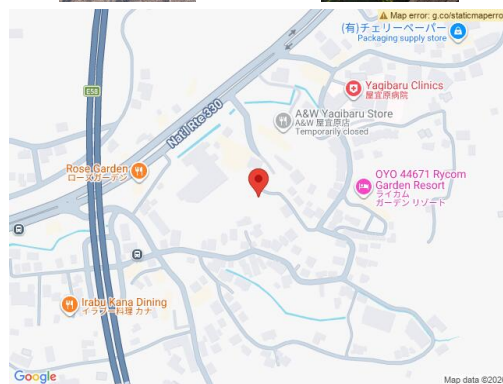 Map error: g.co/staticmaperro
(有)チェリーペーパー
Packaging supply store
E58
Yagibaru Clinics
屋宜原病院
Nat'l Rte 330
A&W Yagibaru Store
A&W 屋宜原店
Temporarily closed
Rose Garden
ローズガーデン
OYO 44671 Rycom
Garden Resort
ライカム
ガーデン リゾート
Irabu Kana Dining
イラブー料理 カナ
Google
Map data ©2026